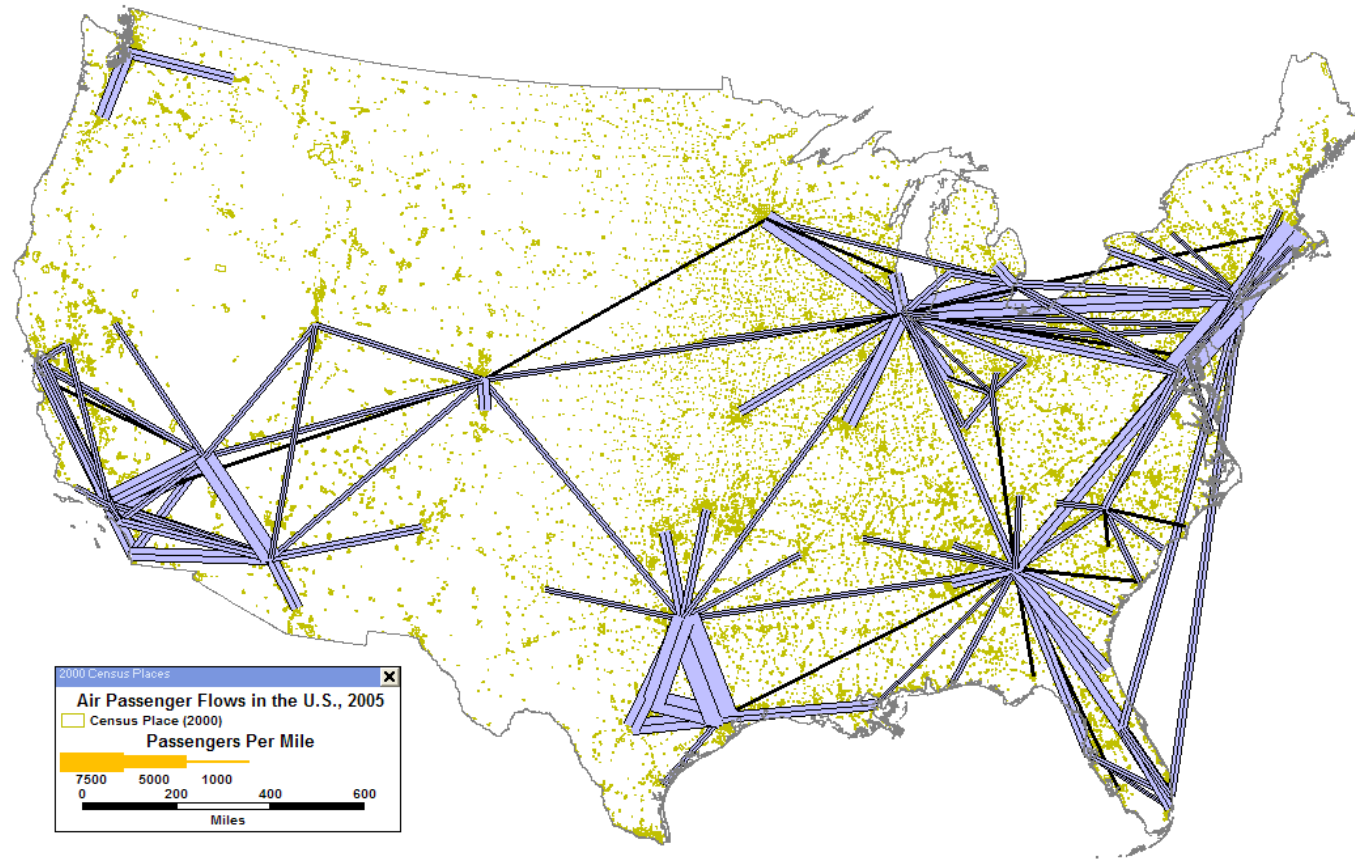 2000 Census Places
Air Passenger Flows in the U.S., 2005
Census Place (2000)
Passengers Per Mile
7500 5000 1000
0 200 400 600
Miles